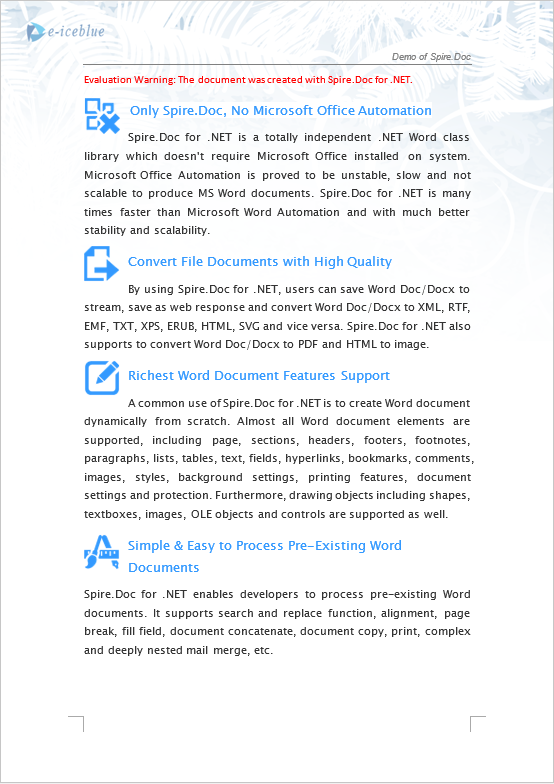 e-iceblue
Demo of Spire.Doc
Evaluation Warning: The document was created with Spire.Doc for .NET.
Only Spire.Doc, No Microsoft Office Automation
Spire.Doc for .NET is a totally independent .NET Word class
library which doesn't require Microsoft Office installed on system.
Microsoft Office Automation is proved to be unstable, slow and not
scalable to produce MS Word documents. Spire.Doc for .NET is many
times faster than Microsoft Word Automation and with much better
stability and scalability.
Convert File Documents with High Quality
By using Spire.Doc for .NET, users can save Word Doc/Docx to
stream, save as web response and convert Word Doc/Docx to XML, RTF,
EMF, TXT, XPS, ERUB, HTML, SVG and vice versa. Spire.Doc for .NET also
supports to convert Word Doc/Docx to PDF and HTML to image.
Richest Word Document Features Support
A common use of Spire.Doc for .NET is to create Word document
dynamically from scratch. Almost all Word document elements are
supported, including page, sections, headers, footers, footnotes,
paragraphs, lists, tables, text, fields, hyperlinks, bookmarks, comments,
images, styles, background settings, printing features, document
settings and protection. Furthermore, drawing objects including shapes,
textboxes, images, OLE objects and controls are supported as well.
Simple & Easy to Process Pre-Existing Word
Documents
Spire.Doc for .NET enables developers to process pre-existing Word
documents. It supports search and replace function, alignment, page
break, fill field, document concatenate, document copy, print, complex
and deeply nested mail merge, etc.